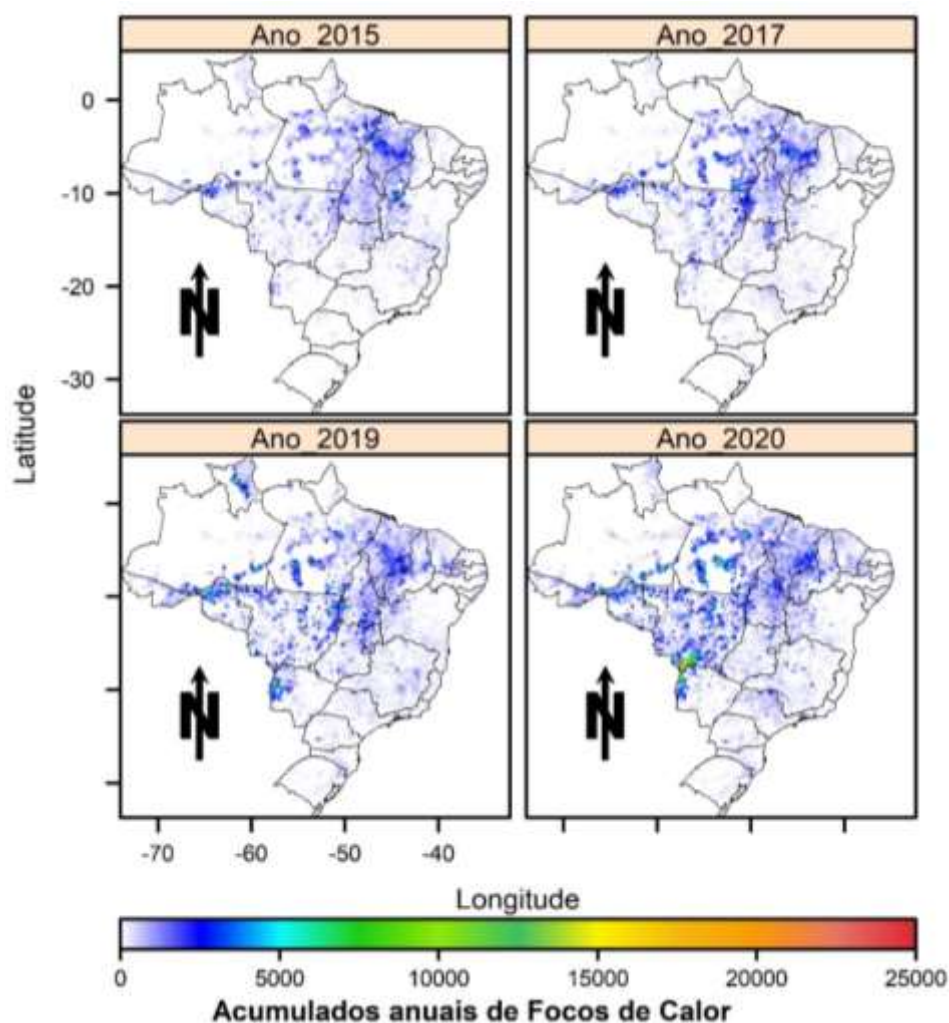 Ano_2015
Ano_2017
0
-10
-20
-30
N
N
Latitude
Ano_2019
Ano_2020
N
N
-70 -60 -50 -40
Longitude
0 5000 10000 15000 20000 25000
Acumulados anuais de Focos de Calor